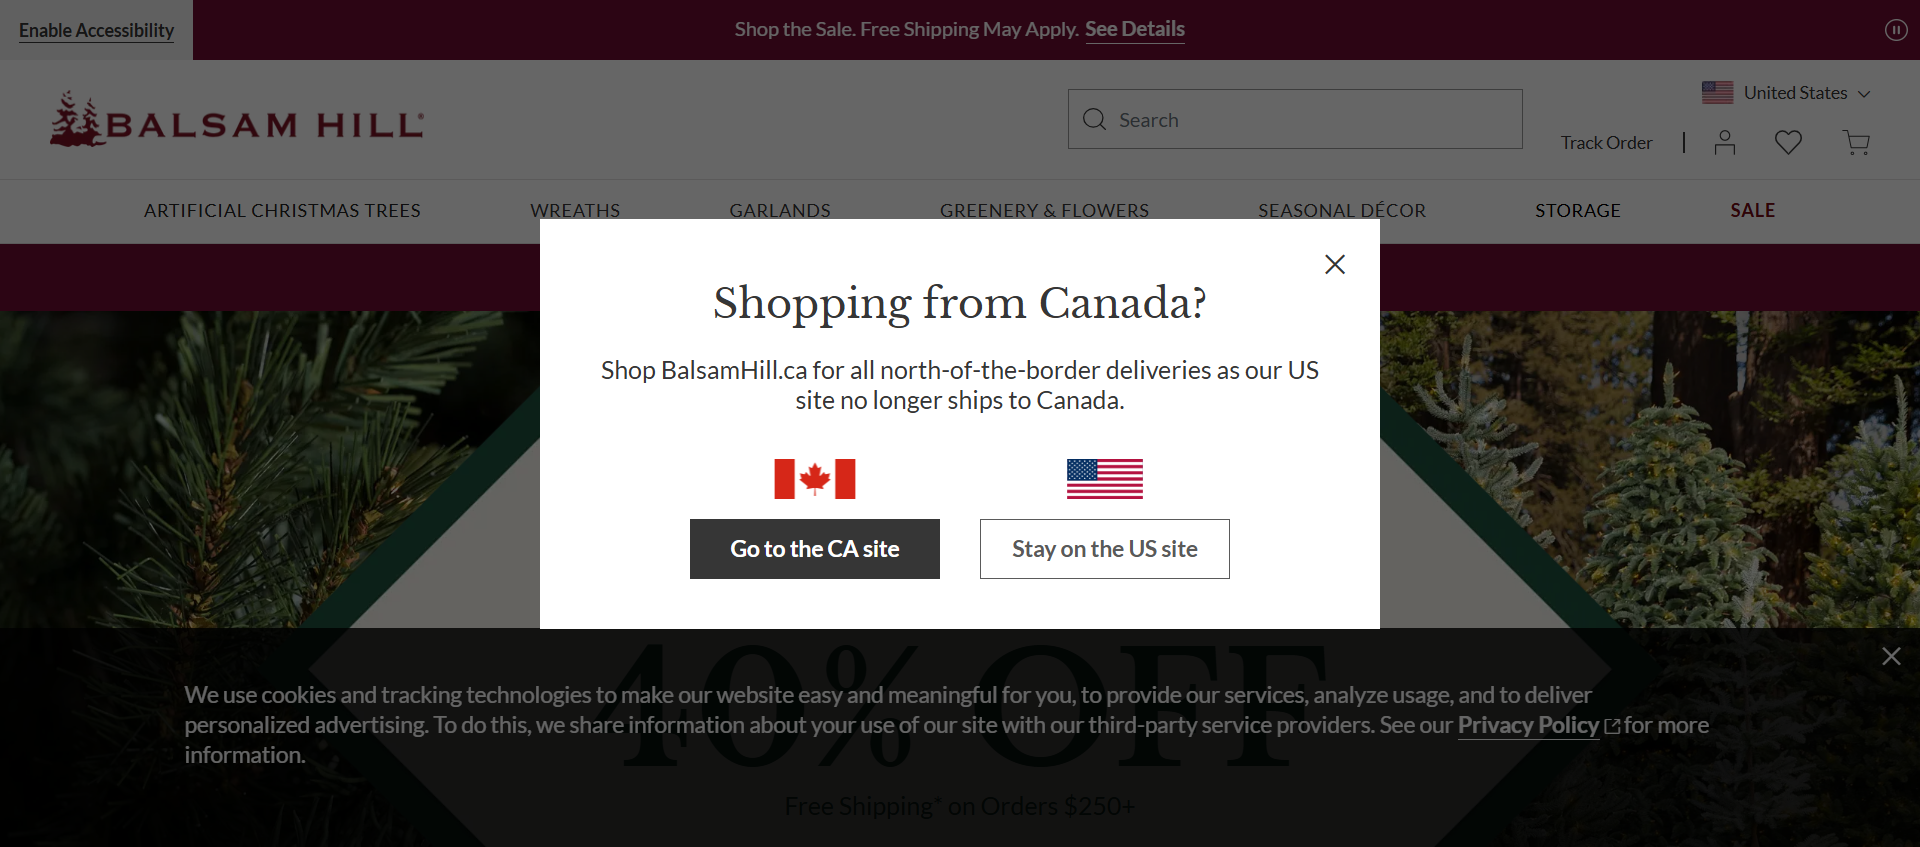 Enable Accessibility
Shop the Sale. Free Shipping May Apply. See Details
BALSAM HILL®
Search
United States
Track Order
ARTIFICIAL CHRISTMAS TREES
WREATHS
GARLANDS
GREENERY & FLOWERS
SEASONAL DÉCOR
STORAGE
SALE
Shopping from Canada?
Shop BalsamHill.ca for all north-of-the-border deliveries as our US
site no longer ships to Canada.
Go to the CA site
Stay on the US site
40% OFF
We use cookies and tracking technologies to make our website easy and meaningful for you, to provide our services, analyze usage, and to deliver
personalized advertising. To do this, we share information about your use of our site with our third-party service providers. See our Privacy Policy for more
information.
Free Shipping* on Orders $250+